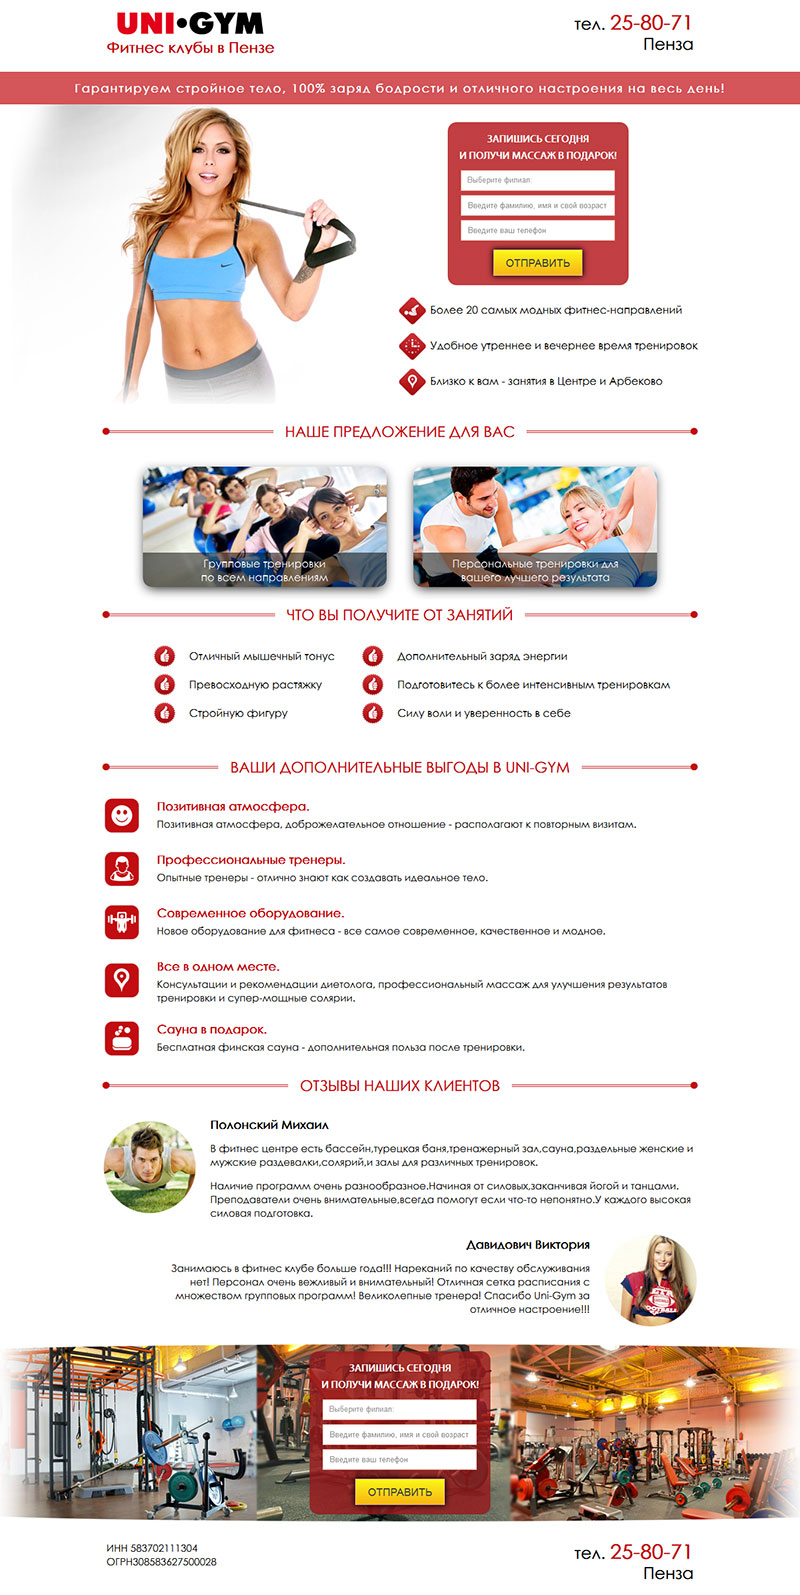 UNI•GYM
Фитнес клубы в Пензе
тел. 25-80-71
Пенза
Гарантируем стройное тело, 100% заряд бодрости и отличного настроения на весь день!
ЗАПИШИСЬ СЕГОДНЯ
И ПОЛУЧИ МАССАЖ В ПОДАРОК!
Выберите филиал:
Введите фамилию, имя и свой возраст
Введите ваш телефон
ОТПРАВИТЬ
Более 20 самых модных фитнес-направлений
Удобное утреннее и вечернее время тренировок
Близко к вам - занятия в Центре и Арбеково
НАШЕ ПРЕДЛОЖЕНИЕ ДЛЯ ВАС
Групповые тренировки
по всем направлениям
Персональные тренировки для
вашего лучшего результата
ЧТО ВЫ ПОЛУЧИТЕ ОТ ЗАНЯТИЙ
Отличный мышечный тонус
Дополнительный заряд энергии
Превосходную растяжку
Подготовитесь к более интенсивным тренировкам
Стройную фигуру
Силу воли и уверенность в себе
ВАШИ ДОПОЛНИТЕЛЬНЫЕ ВЫГОДЫ В UNI-GYM
Позитивная атмосфера.
Позитивная атмосфера, доброжелательное отношение - располагают к повторным визитам.
Профессиональные тренеры.
Опытные тренеры - отлично знают как создавать идеальное тело.
Современное оборудование.
Новое оборудование для фитнеса - все самое современное, качественное и модное.
Все в одном месте.
Консультации и рекомендации диетолога, профессиональный массаж для улучшения результатов
тренировки и супер-мощные солярии.
Сауна в подарок.
Бесплатная финская сауна - дополнительная польза после тренировки.
ОТЗЫВЫ НАШИХ КЛИЕНТОВ
Полонский Михаил
В фитнес центре есть бассейн,турецкая баня,тренажерный зал,сауна,раздельные женские и
мужские раздевалки,солярий,и залы для различных тренировок.
Наличие программ очень разнообразное.Начиная от силовых,заканчивая йогой и танцами.
Преподаватели очень внимательные,всегда помогут если что-то непонятно.У каждого высокая
силовая подготовка.
Давидович Виктория
Занимаюсь в фитнес клубе больше года!!! Нареканий по качеству обслуживания
нет! Персонал очень вежливый и внимательный! Отличная сетка расписания с
множеством групповых программ! Великолепные тренера! Спасибо Uni-Gym за
отличное настроение!!!
ЗАПИШИСЬ СЕГОДНЯ
И ПОЛУЧИ МАССАЖ В ПОДАРОК!
Выберите филиал:
Введите фамилию, имя и свой возраст
Введите ваш телефон
ОТПРАВИТЬ
ИНН 583702111304
ОГРН308583627500028
тел. 25-80-71
Пенза